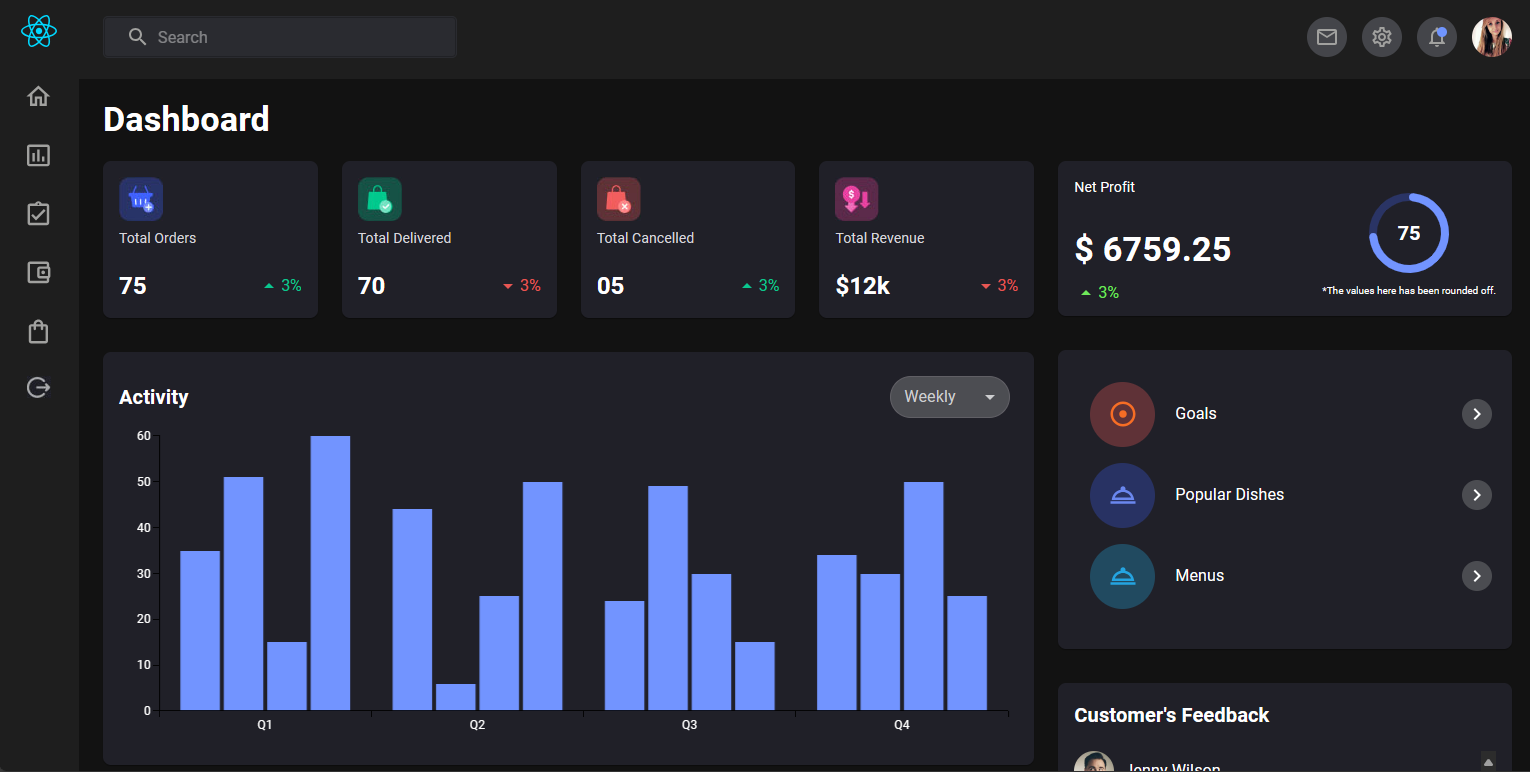 Search
Dashboard
Total Orders
75
3%
Total Delivered
70
3%
Total Cancelled
05
3%
Total Revenue
$12k
3%
Net Profit
$ 6759.25
3%
75
*The values here has been rounded off.
Activity
Weekly
60
50
40
30
20
10
0
Q1 Q2 Q3 Q4
Goals
Popular Dishes
Menus
Customer's Feedback
Jenny Wilson